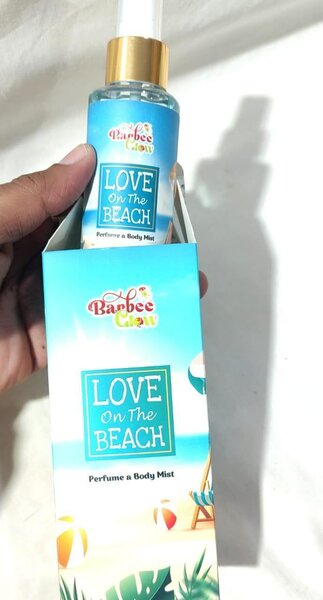 Barbee
Glow
LOVE
On The
BEACH
Perfume & Body Mist
Barbee
Glow
LOVE
On The
BEACH
Perfume & Body Mist